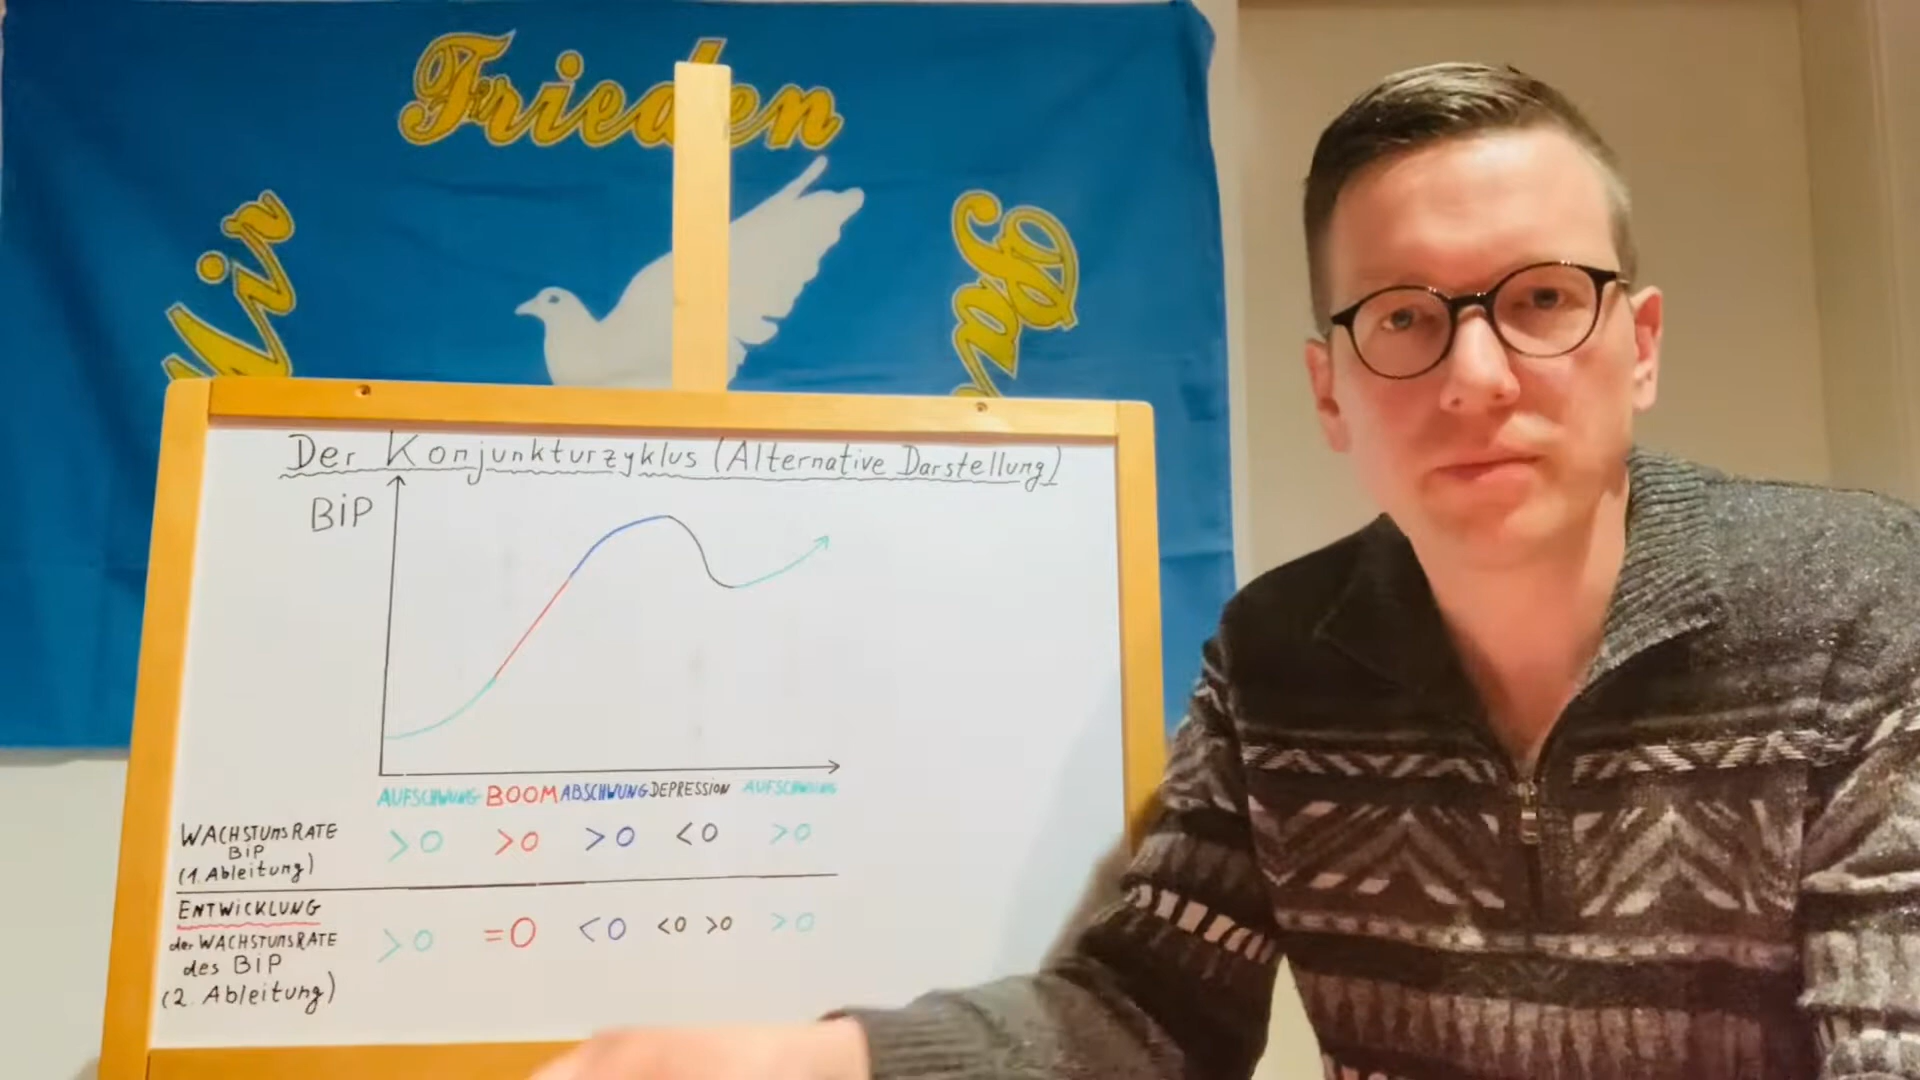 Frieden
Wir
Der Konjunkturzyklus (Alternative Darstellung)
BiP
AUFSCHWUNG BOOM ABSCHWUNG DEPRESSION AUFSCHWUNG
WACHSTUMSRATE
BiP
(1. Ableitung)
>0 >0 >0 <0 >0
ENTWICKLUNG
der WACHSTUMSRATE
des BiP
(2. Ableitung)
>0 =0 <0 <0 >0 >0